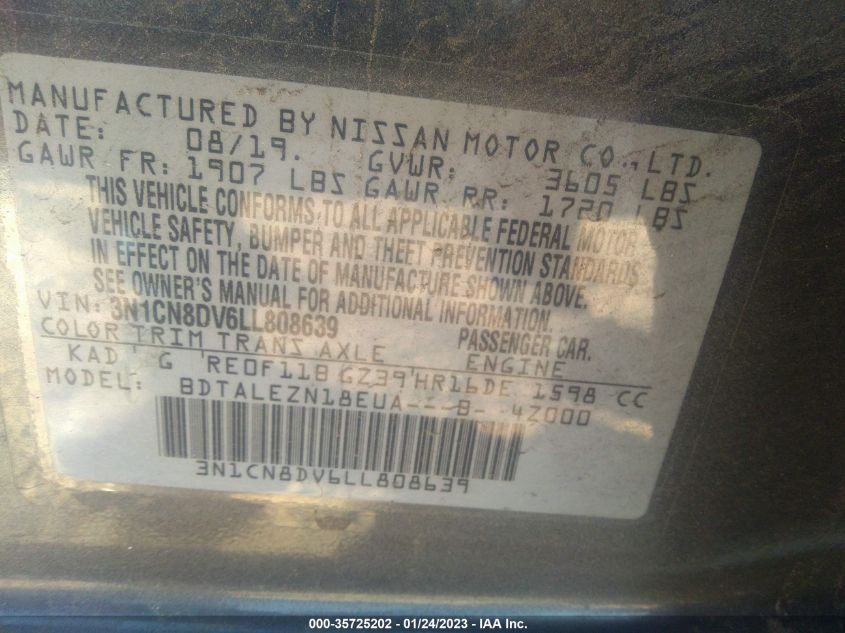 MANUFACTURED BY NISSAN MOTOR CO., LTD.
DATE: 08/19. GVWR: 3605 LBS
GAWR FR: 1907 LBS GAWR RR: 1720 LBS
THIS VEHICLE CONFORMS TO ALL APPLICABLE FEDERAL MOTOR
VEHICLE SAFETY, BUMPER AND THEFT PREVENTION STANDARDS
IN EFFECT ON THE DATE OF MANUFACTURE SHOWN ABOVE.
SEE OWNER'S MANUAL FOR ADDITIONAL INFORMATION.
VIN: 3N1CN8DV6LL808639 PASSENGER CAR.
COLOR TRIM TRANS AXLE ENGINE
KAD G RE0F11B GZ39 HR16DE 1598 CC
MODEL: BDTALEZN18EUA---B- 4Z000
3N1CN8DV6LL808639
000-35725202 - 01/24/2023 - IAA Inc.